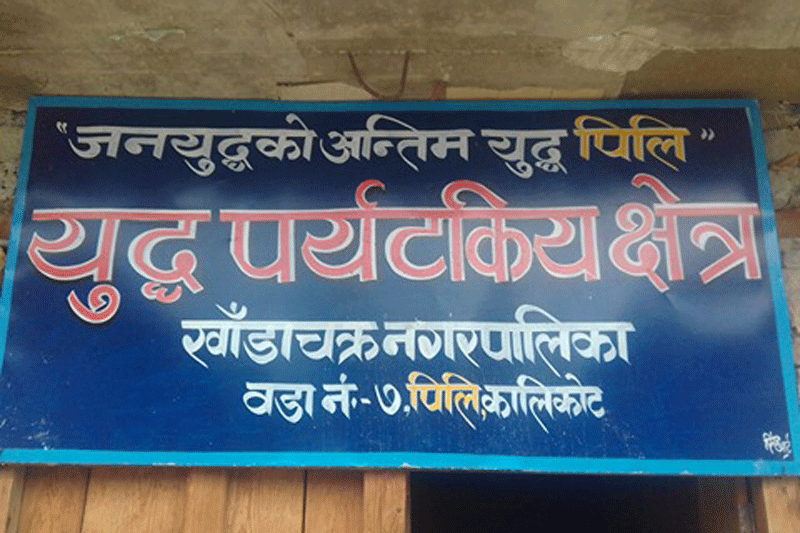 "जनयुद्धको अन्तिम युद्ध पिलि"
युद्ध पर्यटकिय क्षेत्र
खाँडाचक्र नगरपालिका
वडा नं:- ७, पिलि, कालिकोट